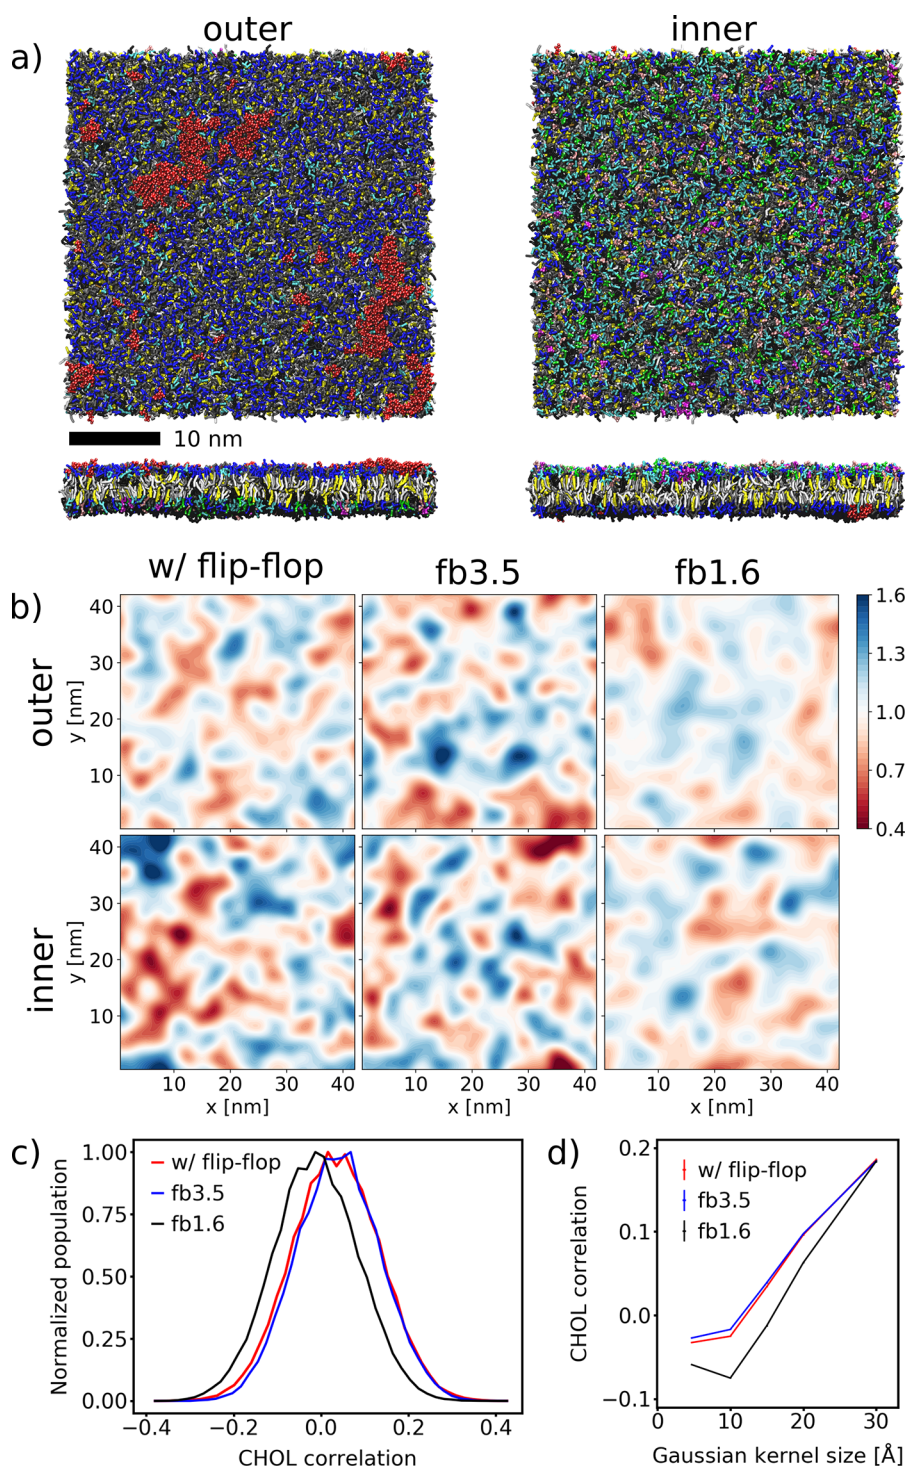 outer inner
a)
10 nm
w/ flip-flop fb3.5 fb1.6
b)
outer
y [nm]
40
30
20
10
1.6
1.3
1.0
0.7
0.4
inner
y [nm]
40
30
20
10
10 20 30 40 10 20 30 40 10 20 30 40
x [nm] x [nm] x [nm]
c)
Normalized population
1.00
0.75
0.50
0.25
0.00
w/ flip-flop
fb3.5
fb1.6
−0.4 −0.2 0.0 0.2 0.4
CHOL correlation
d)
CHOL correlation
0.2
0.1
0.0
−0.1
w/ flip-flop
fb3.5
fb1.6
0 10 20 30
Gaussian kernel size [Å]